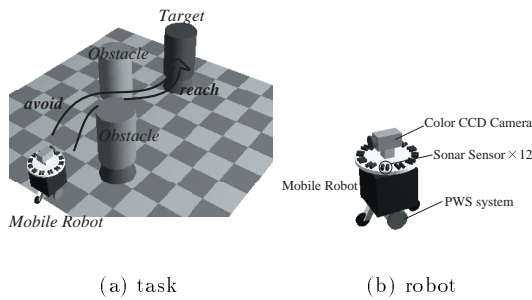 Target
Obstacle
avoid
reach
Obstacle
Mobile Robot
Color CCD Camera
Sonar Sensor×12
Mobile Robot
PWS system
(a) task
(b) robot